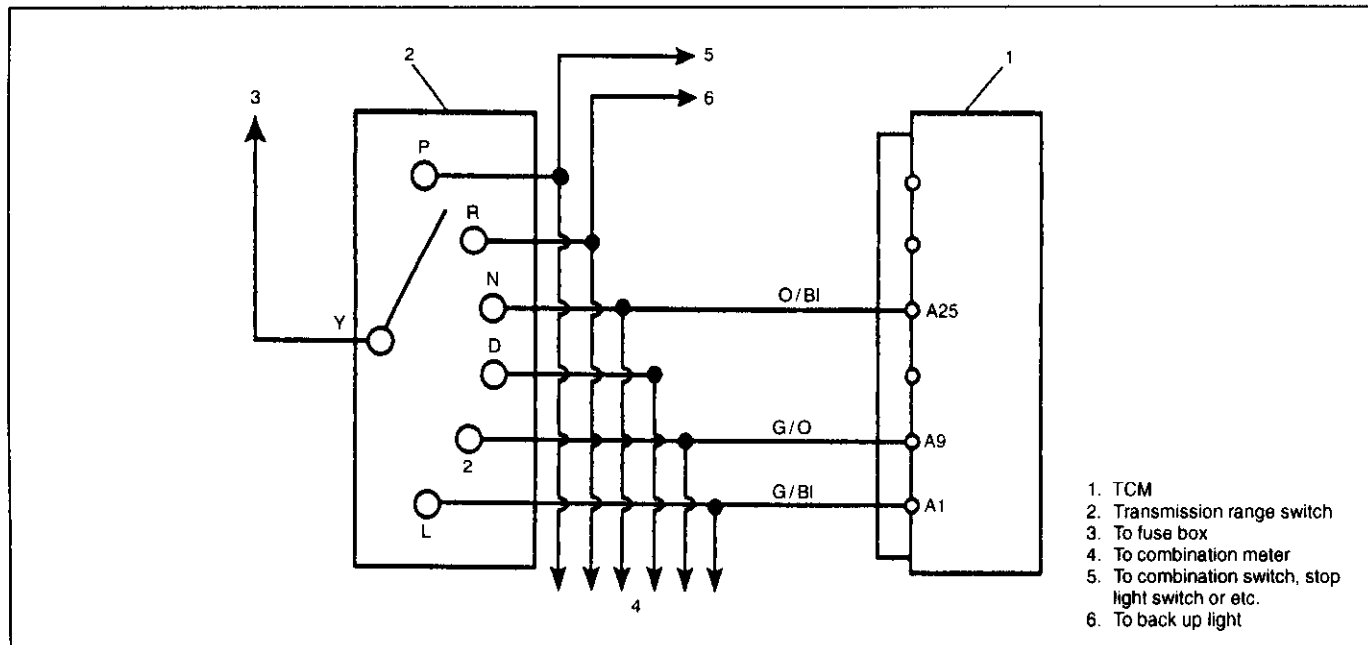 2
5
1
3
6
P
R
N
O/Bl
A25
Y
D
G/O
A9
2
G/Bl
A1
L
4
1. TCM
2. Transmission range switch
3. To fuse box
4. To combination meter
5. To combination switch, stop
light switch or etc.
6. To back up light